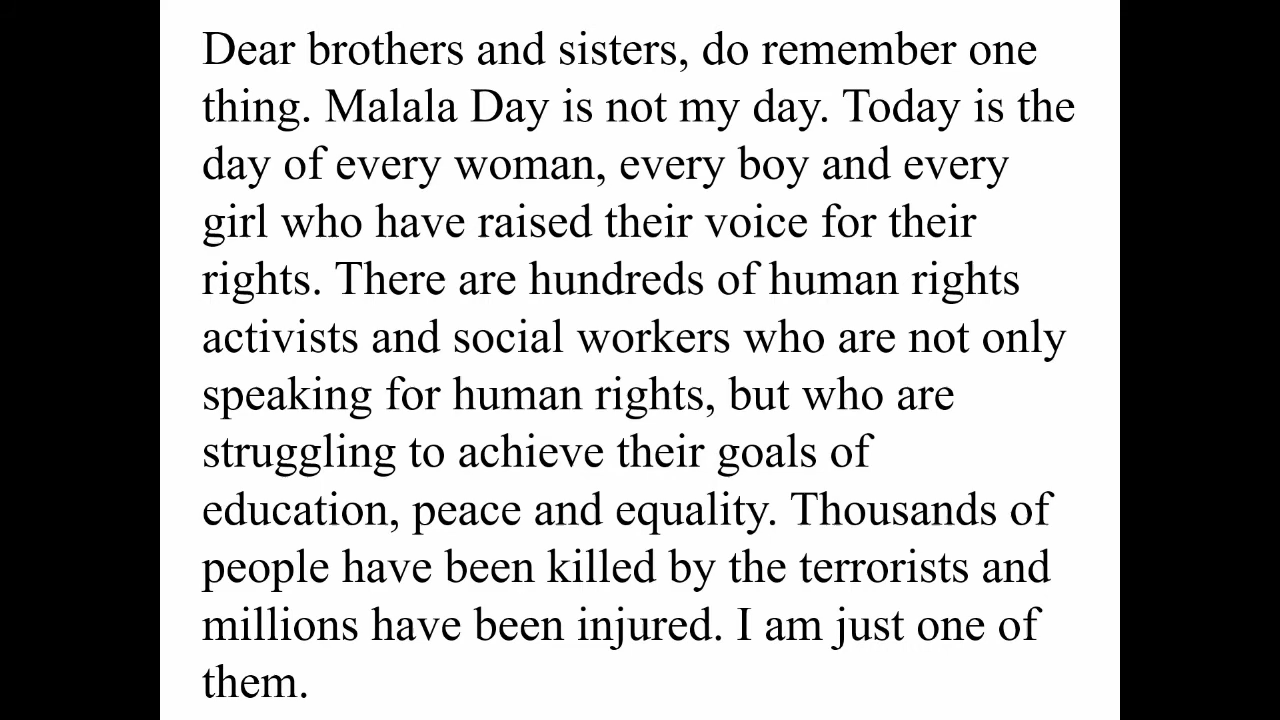 Dear brothers and sisters, do remember one
thing. Malala Day is not my day. Today is the
day of every woman, every boy and every
girl who have raised their voice for their
rights. There are hundreds of human rights
activists and social workers who are not only
speaking for human rights, but who are
struggling to achieve their goals of
education, peace and equality. Thousands of
people have been killed by the terrorists and
millions have been injured. I am just one of
them.